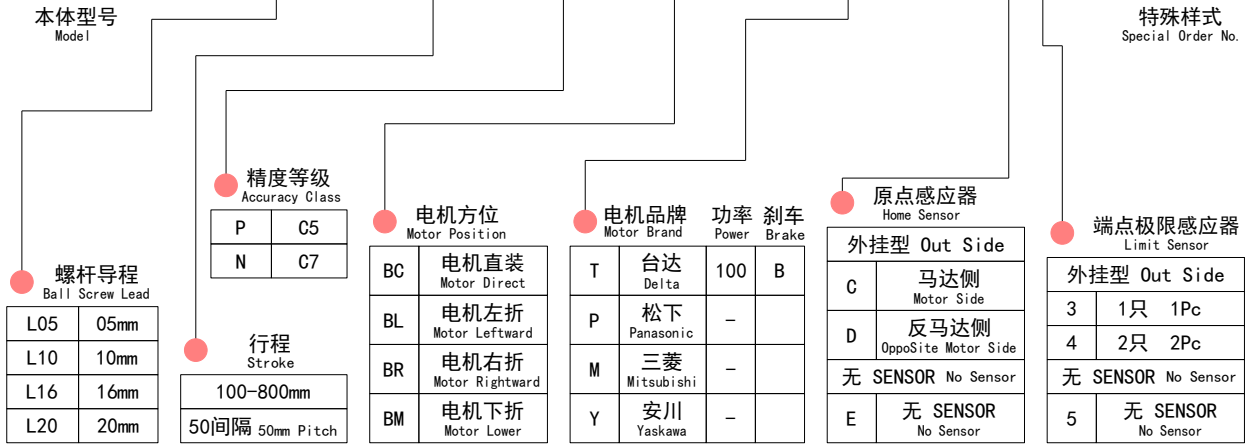 本体型号
Model
特殊样式
Special Order No.
螺杆导程
Ball Screw Lead
L05 05mm
L10 10mm
L16 16mm
L20 20mm
行程
Stroke
100-800mm
50间隔 50mm Pitch
精度等级
Accuracy Class
P C5
N C7
电机方位
Motor Position
BC 电机直装
Motor Direct
BL 电机左折
Motor Leftward
BR 电机右折
Motor Rightward
BM 电机下折
Motor Lower
电机品牌 功率 刹车
Motor Brand Power Brake
T 台达 100 B
Delta
P 松下 –
Panasonic
M 三菱 –
Mitsubishi
Y 安川 –
Yaskawa
原点感应器
Home Sensor
外挂型 Out Side
C 马达侧
Motor Side
D 反马达侧
OppoSite Motor Side
无 SENSOR No Sensor
E 无 SENSOR
No Sensor
端点极限感应器
Limit Sensor
外挂型 Out Side
3 1只 1Pc
4 2只 2Pc
无 SENSOR No Sensor
5 无 SENSOR
No Sensor